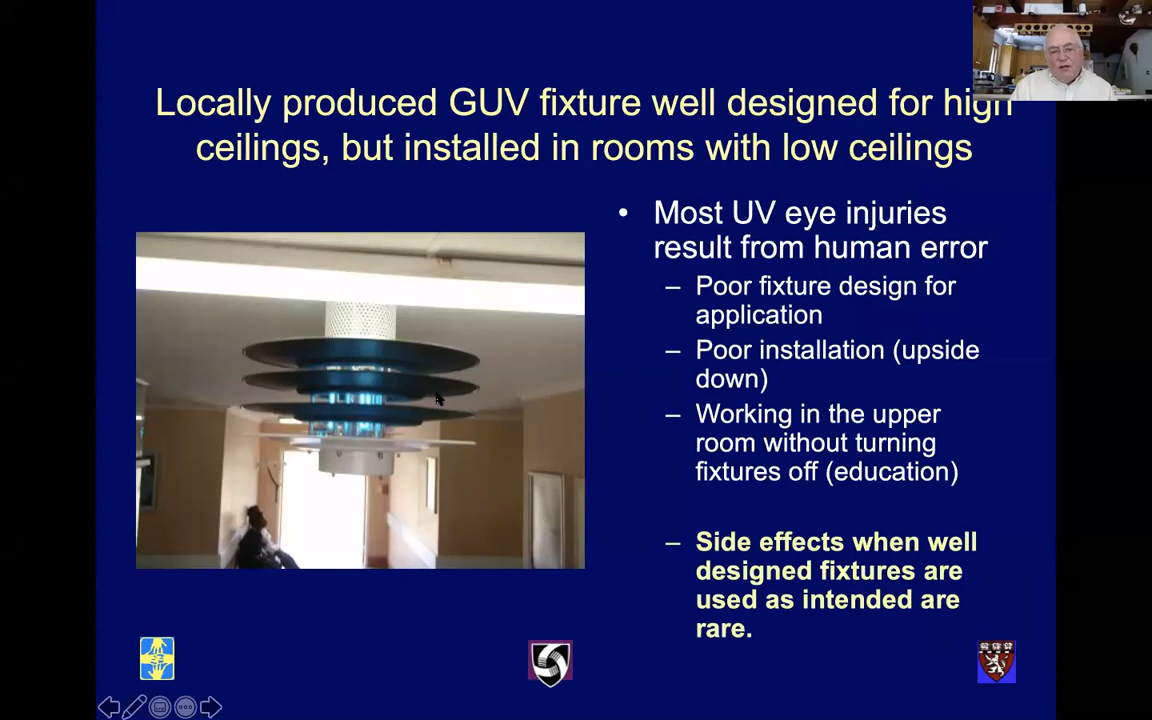 Locally produced GUV fixture well designed for high
ceilings, but installed in rooms with low ceilings
• Most UV eye injuries
result from human error
– Poor fixture design for
application
– Poor installation (upside
down)
– Working in the upper
room without turning
fixtures off (education)
– Side effects when well
designed fixtures are
used as intended are
rare.